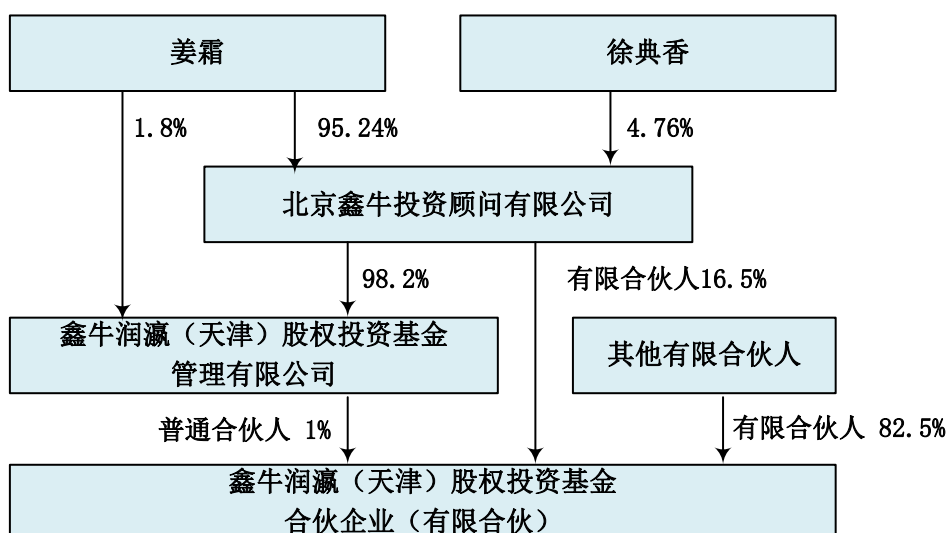 姜霜
徐典香
1.8%
95.24%
4.76%
北京鑫牛投资顾问有限公司
98.2%
有限合伙人16.5%
鑫牛润瀛（天津）股权投资基金
管理有限公司
其他有限合伙人
普通合伙人 1%
有限合伙人 82.5%
鑫牛润瀛（天津）股权投资基金
合伙企业（有限合伙）